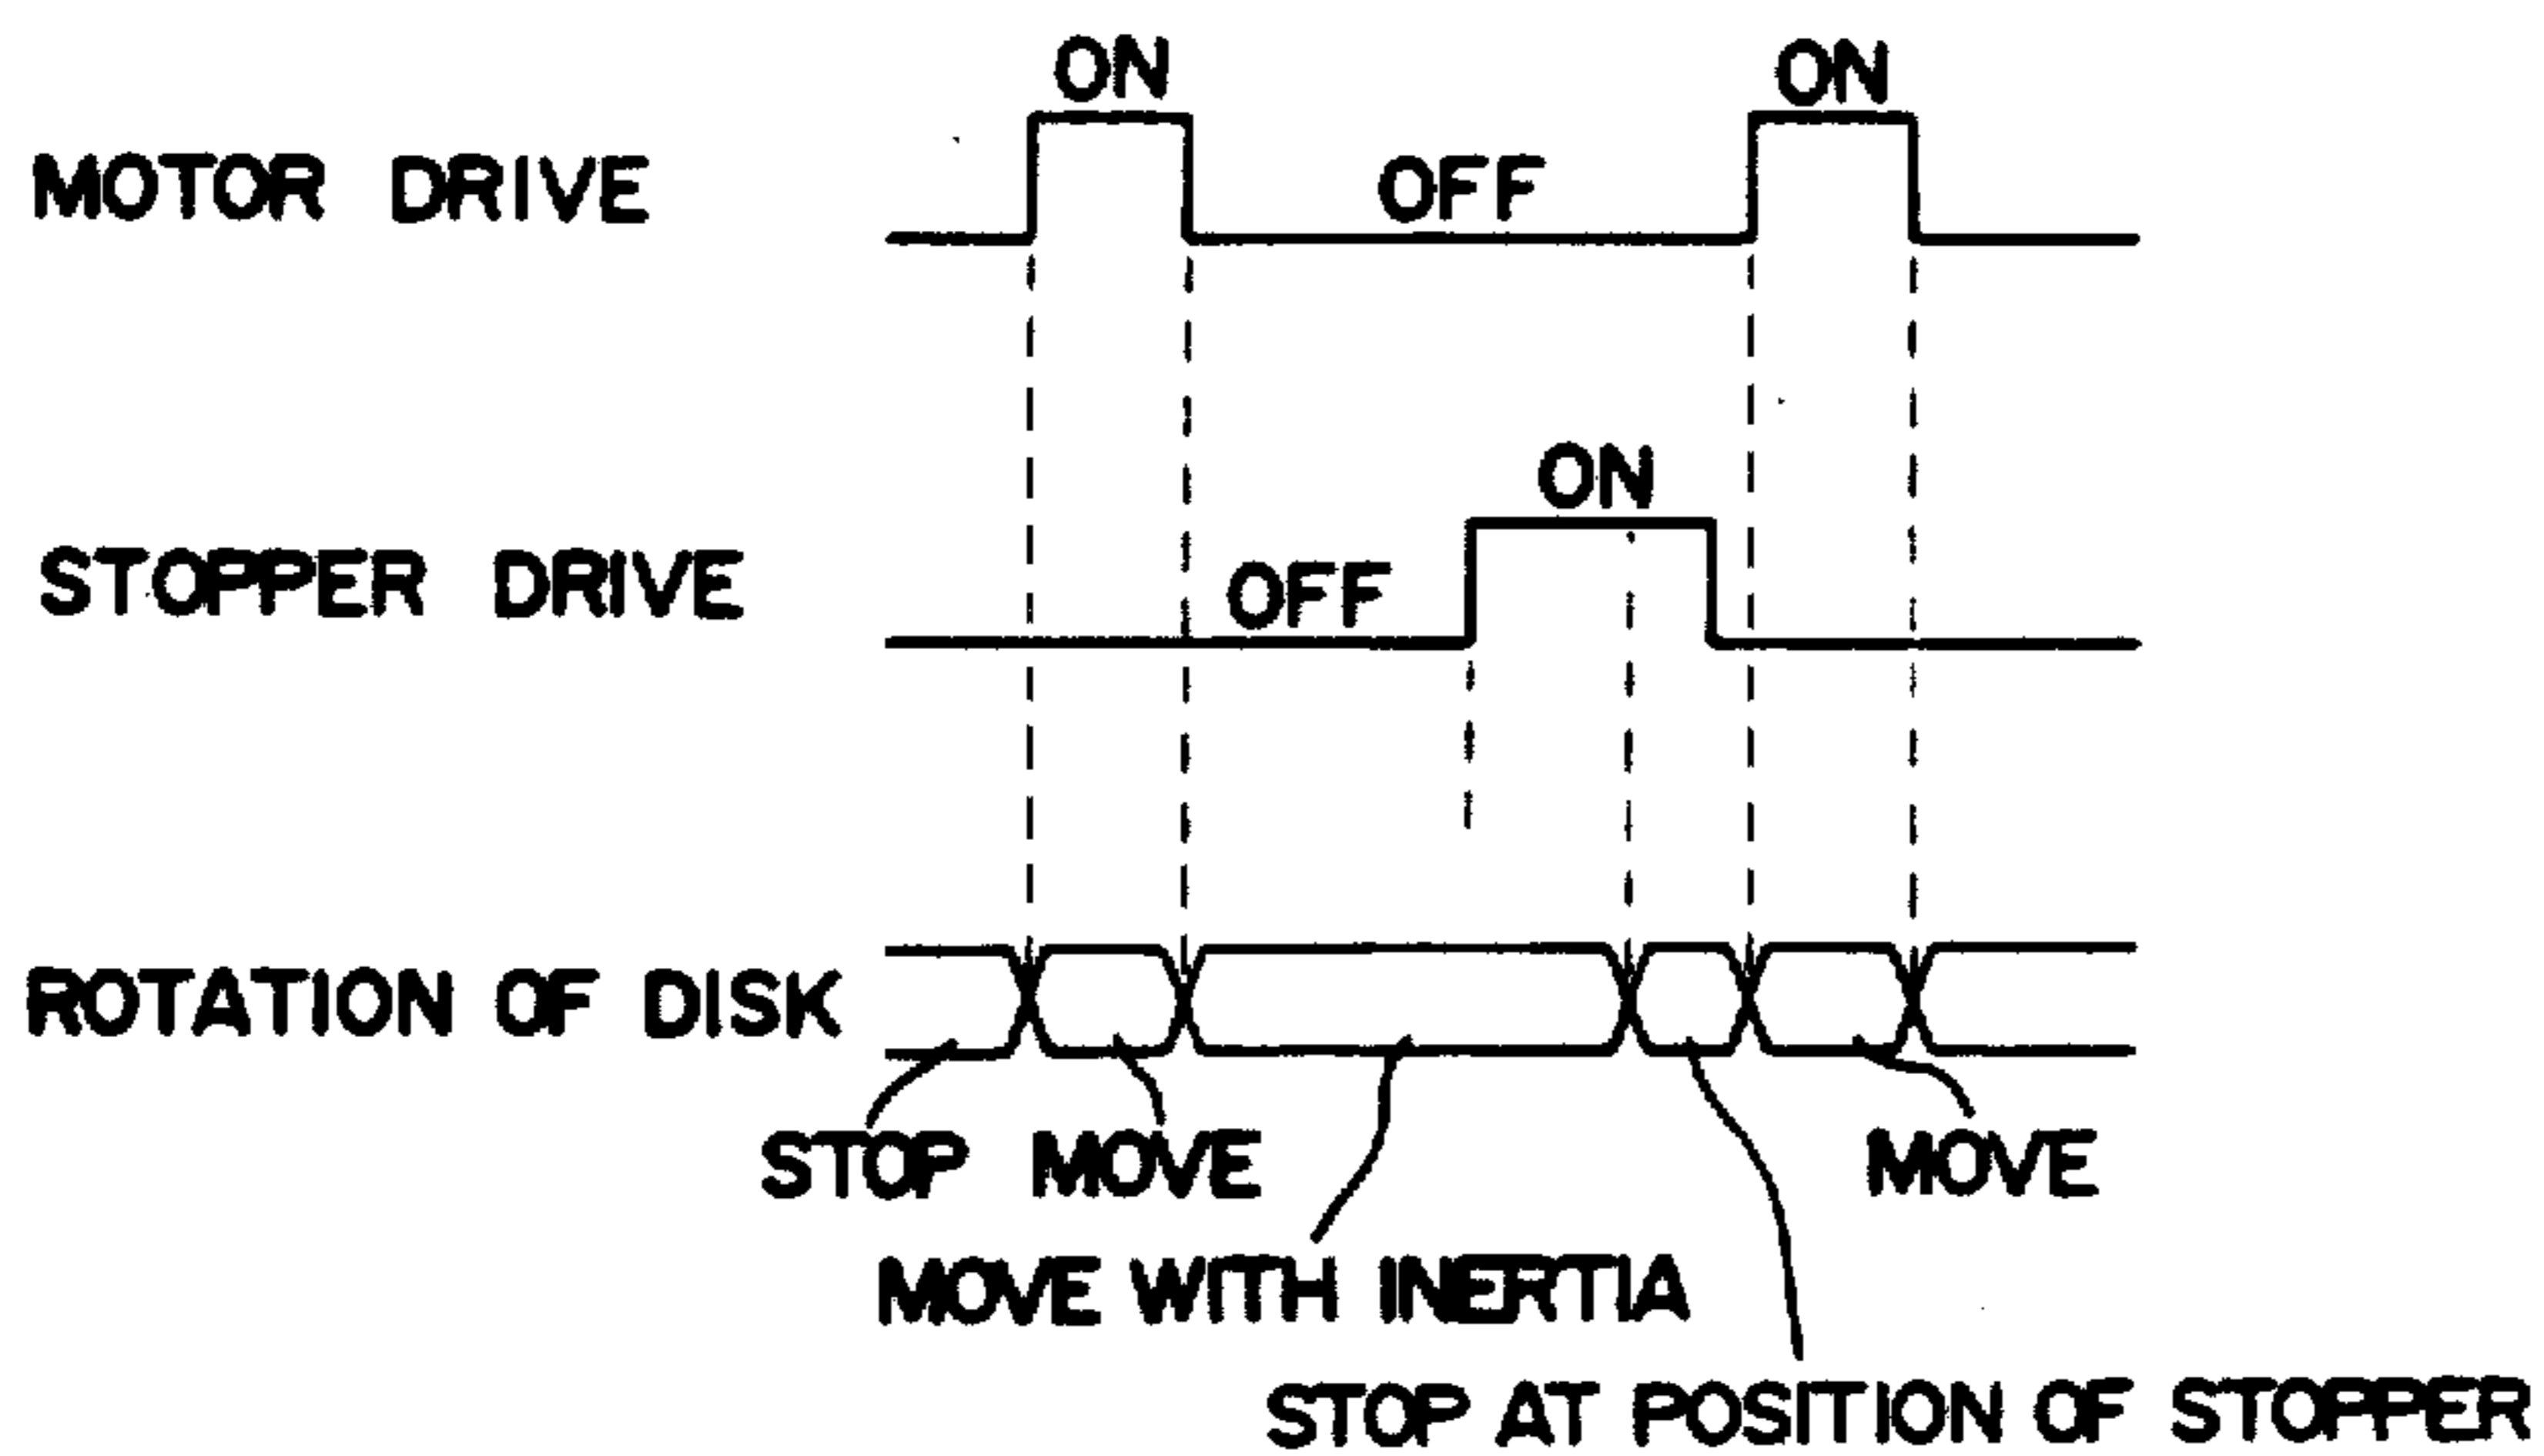 ON
ON
MOTOR DRIVE
OFF
ON
STOPPER DRIVE
OFF
ROTATION OF DISK
STOP
MOVE
MOVE
MOVE WITH INERTIA
STOP AT POSITION OF STOPPER